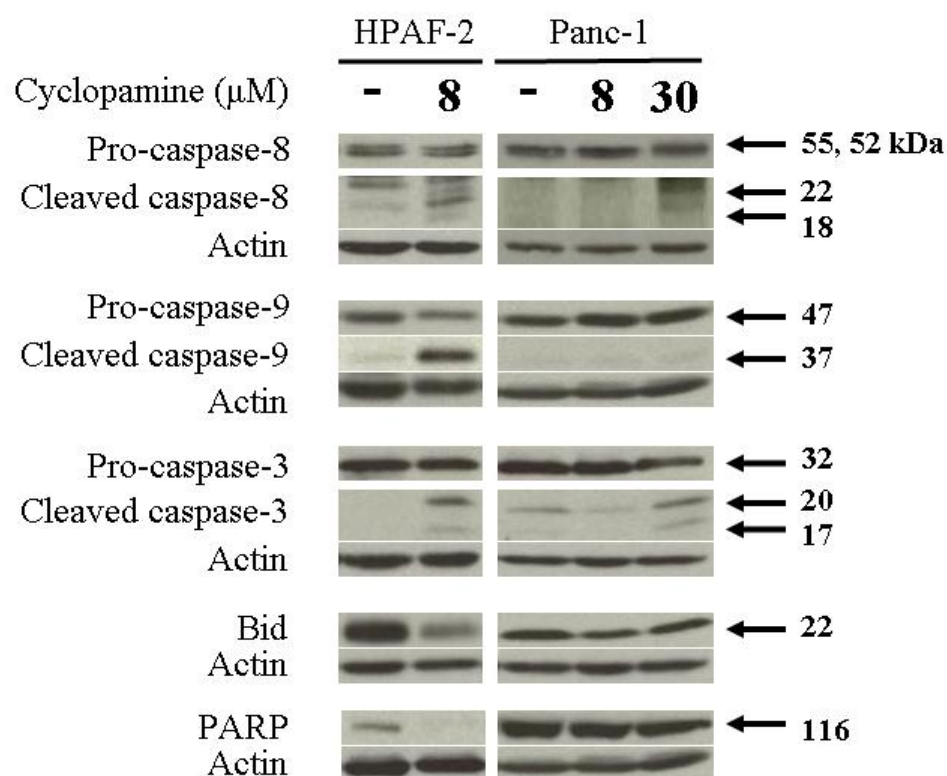 HPAF-2 Panc-1
Cyclopamine (µM) - 8 - 8 30
Pro-caspase-8 55, 52 kDa
Cleaved caspase-8 22
18
Actin
Pro-caspase-9 47
Cleaved caspase-9 37
Actin
Pro-caspase-3 32
Cleaved caspase-3 20
17
Actin
Bid 22
Actin
PARP 116
Actin